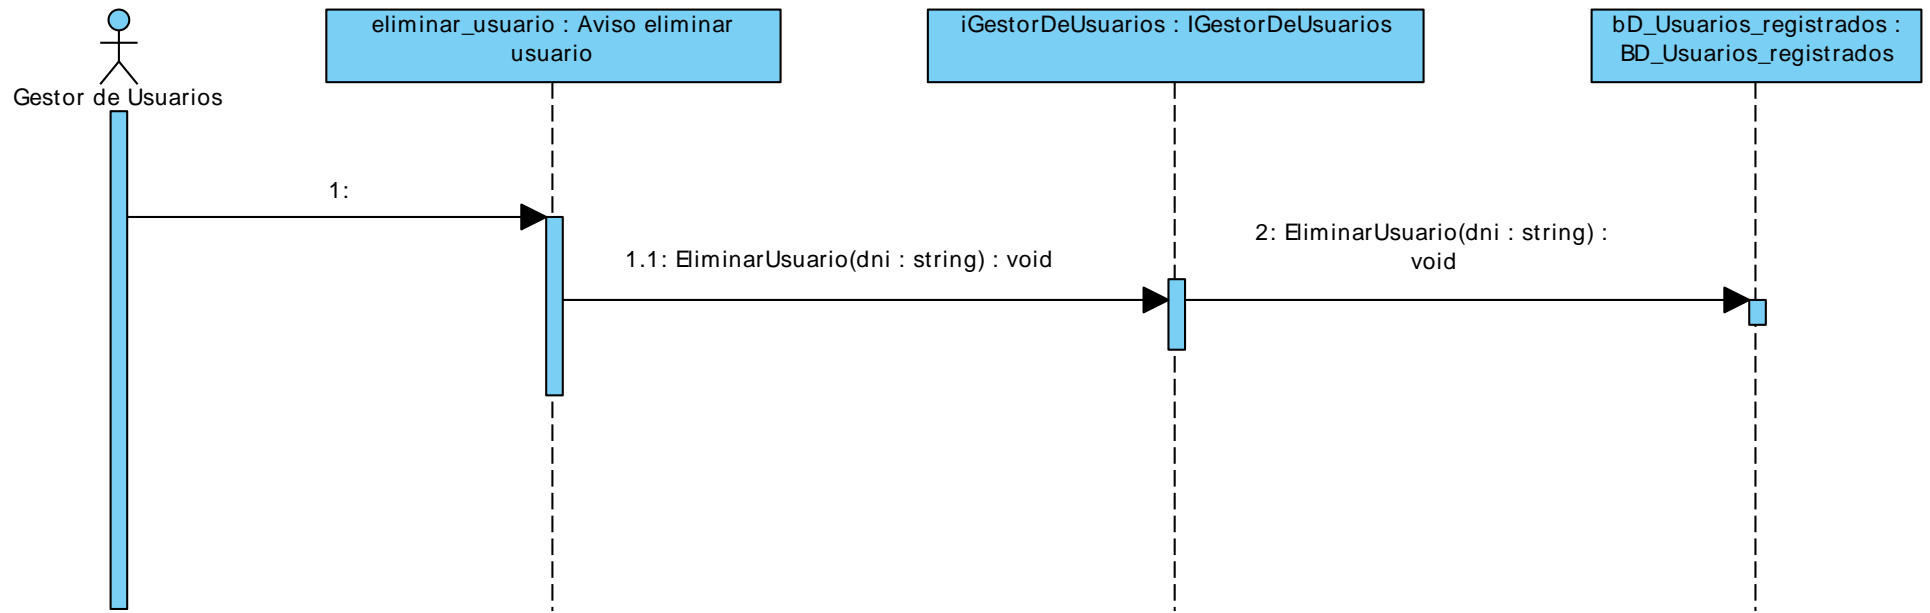 eliminar_usuario : Aviso eliminar
usuario
iGestorDeUsuarios : IGestorDeUsuarios
bD_Usuarios_registrados :
BD_Usuarios_registrados
Gestor de Usuarios
1:
1.1: EliminarUsuario(dni : string) : void
2: EliminarUsuario(dni : string) :
void